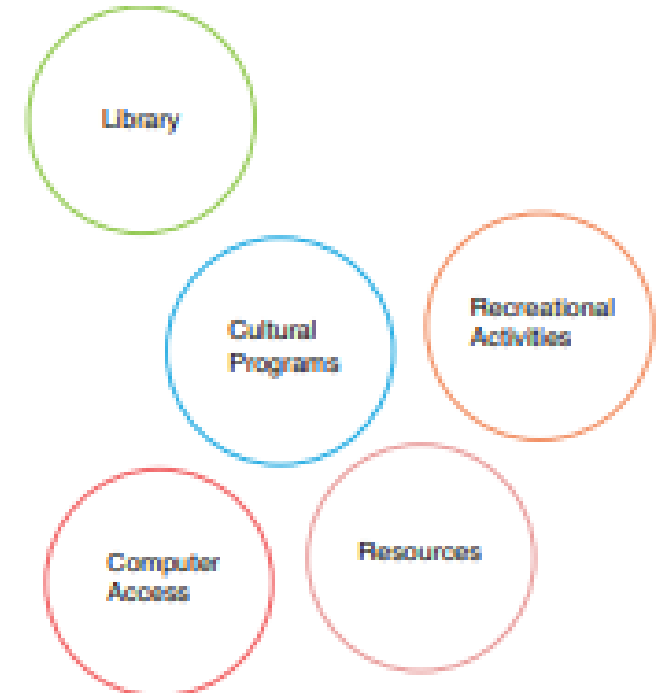 Library
Recreational
Activities
Cultural
Programs
Resources
Computer
Access